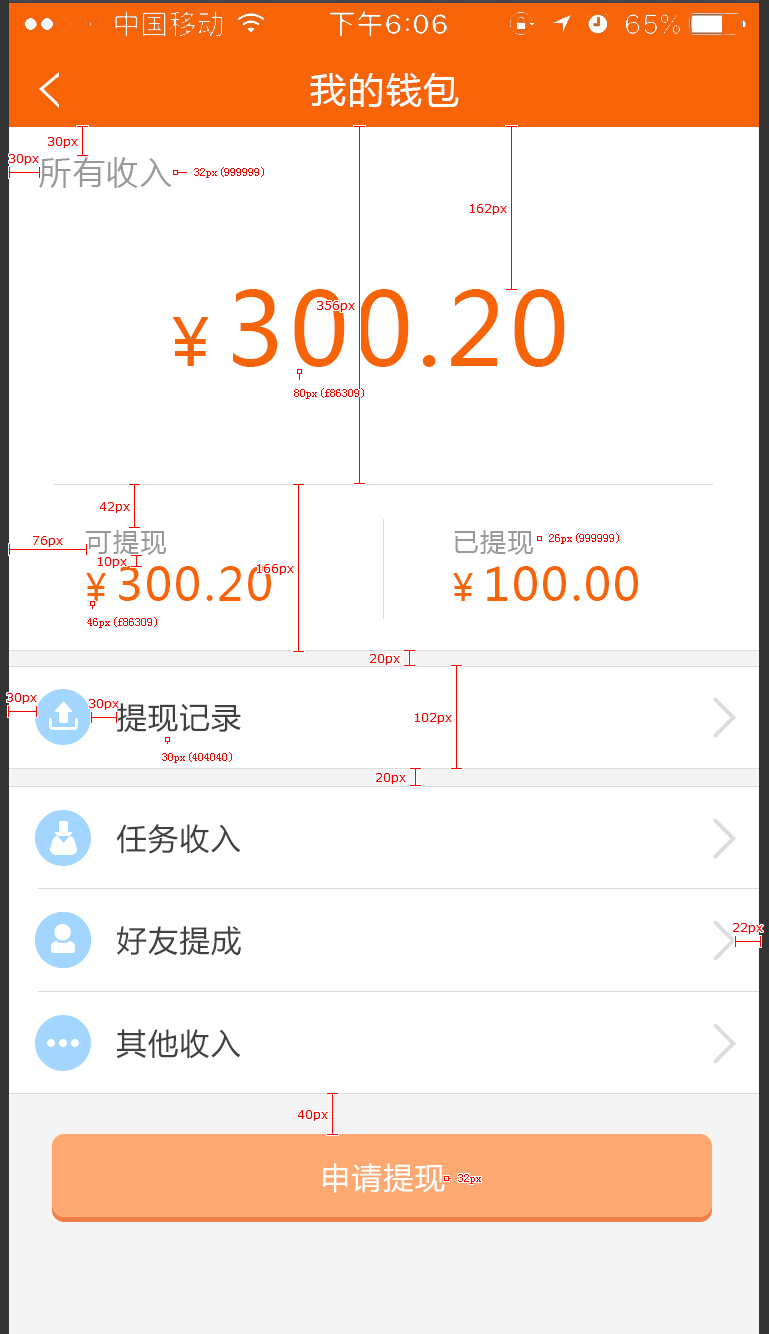 中国移动 下午6:06 65%
我的钱包
30px
30px
所有收入 32px (999999)
162px
356px
¥ 300.20
80px (f86309)
42px
76px
可提现
已提现 26px (999999)
10px
166px
¥ 300.20
¥ 100.00
46px (f86309)
20px
30px
30px
提现记录
102px
30px (404040)
20px
任务收入
好友提成
22px
其他收入
40px
申请提现 32px